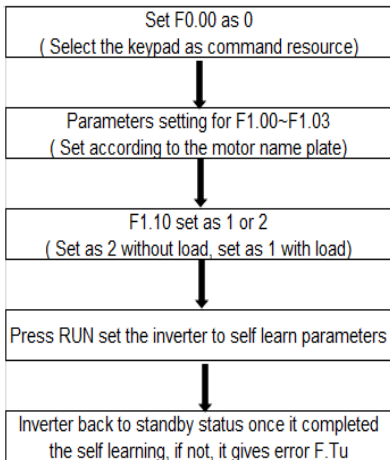 Set F0.00 as 0
( Select the keypad as command resource)
Parameters setting for F1.00~F1.03
( Set according to the motor name plate)
F1.10 set as 1 or 2
( Set as 2 without load, set as 1 with load)
Press RUN set the inverter to self learn parameters
Inverter back to standby status once it completed
the self learning, if not, it gives error F.Tu